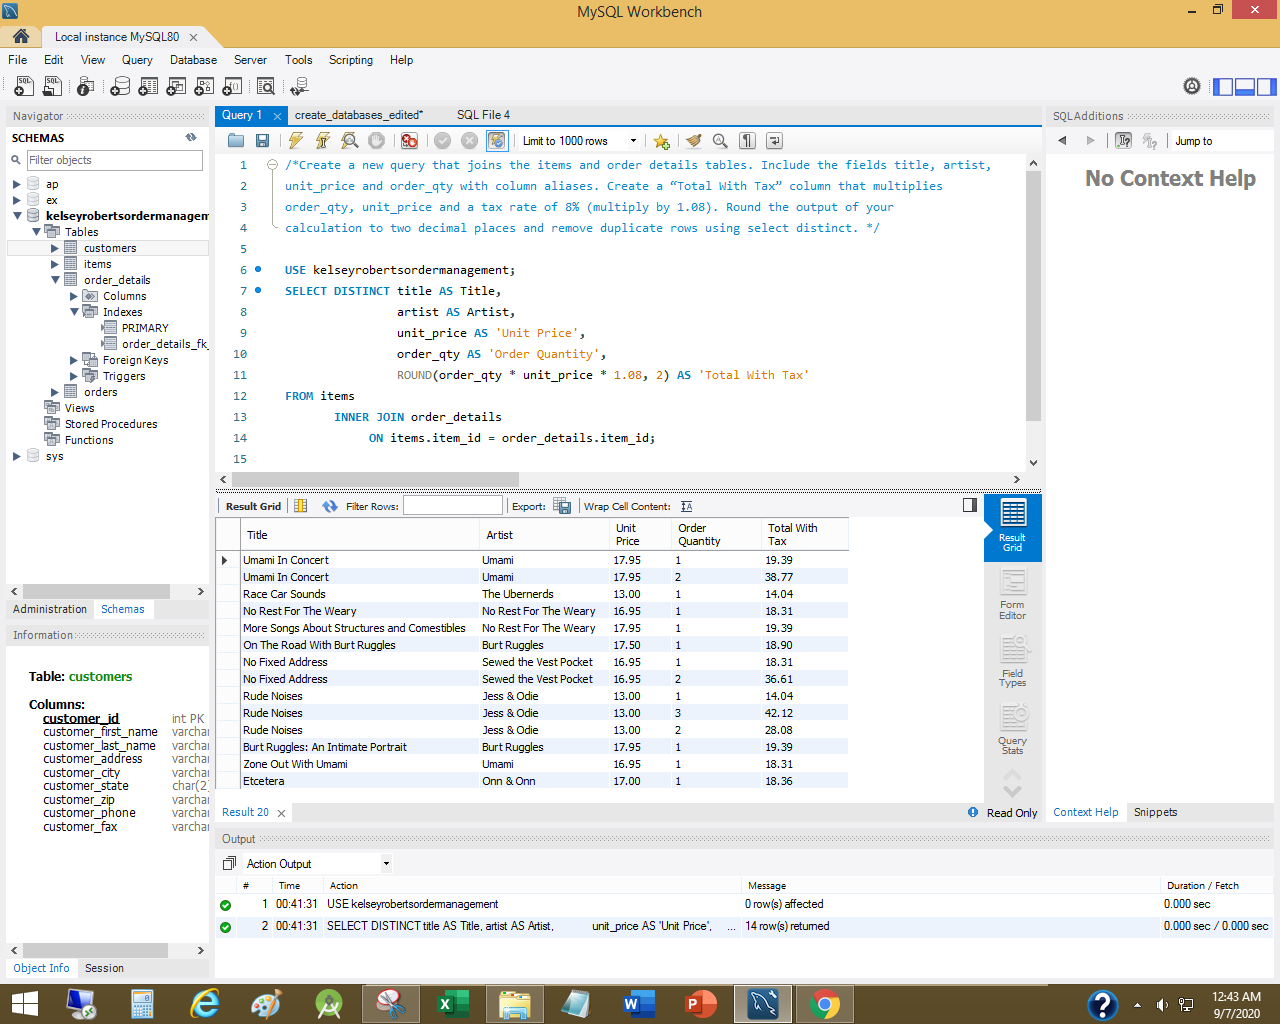 MySQL Workbench
Local instance MySQL80
File Edit View Query Database Server Tools Scripting Help
Navigator
SCHEMAS
Filter objects
ap
ex
kelseyrobertsordermanagem
Tables
customers
items
order_details
Columns
Indexes
PRIMARY
order_details_fk_
Foreign Keys
Triggers
orders
Views
Stored Procedures
Functions
sys
Administration Schemas
Information
Table: customers
Columns:
customer_id int PK
customer_first_name varchar
customer_last_name varchar
customer_address varchar
customer_city varchar
customer_state char(2)
customer_zip varchar
customer_phone varchar
customer_fax varchar
Object Info Session
Query 1 create_databases_edited* SQL File 4
Limit to 1000 rows
1 /*Create a new query that joins the items and order details tables. Include the fields title, artist,
2 unit_price and order_qty with column aliases. Create a “Total With Tax” column that multiplies
3 order_qty, unit_price and a tax rate of 8% (multiply by 1.08). Round the output of your
4 calculation to two decimal places and remove duplicate rows using select distinct. */
5
6 USE kelseyrobertsordermanagement;
7 SELECT DISTINCT title AS Title,
8 artist AS Artist,
9 unit_price AS 'Unit Price',
10 order_qty AS 'Order Quantity',
11 ROUND(order_qty * unit_price * 1.08, 2) AS 'Total With Tax'
12 FROM items
13 INNER JOIN order_details
14 ON items.item_id = order_details.item_id;
15
Result Grid Filter Rows: Export: Wrap Cell Content:
Title Artist Unit Price Order Quantity Total With Tax
Umami In Concert Umami 17.95 1 19.39
Umami In Concert Umami 17.95 2 38.77
Race Car Sounds The Ubernerds 13.00 1 14.04
No Rest For The Weary No Rest For The Weary 16.95 1 18.31
More Songs About Structures and Comestibles No Rest For The Weary 17.95 1 19.39
On The Road With Burt Ruggles Burt Ruggles 17.50 1 18.90
No Fixed Address Sewed the Vest Pocket 16.95 1 18.31
No Fixed Address Sewed the Vest Pocket 16.95 2 36.61
Rude Noises Jess & Odie 13.00 1 14.04
Rude Noises Jess & Odie 13.00 3 42.12
Rude Noises Jess & Odie 13.00 2 28.08
Burt Ruggles: An Intimate Portrait Burt Ruggles 17.95 1 19.39
Zone Out With Umami Umami 16.95 1 18.31
Etcetera Onn & Onn 17.00 1 18.36
Result Grid
Form Editor
Field Types
Query Stats
Result 20 Read Only
SQLAdditions
Jump to
No Context Help
Context Help Snippets
Output
Action Output
# Time Action Message Duration / Fetch
1 00:41:31 USE kelseyrobertsordermanagement 0 row(s) affected 0.000 sec
2 00:41:31 SELECT DISTINCT title AS Title, artist AS Artist, unit_price AS 'Unit Price', ... 14 row(s) returned 0.000 sec / 0.000 sec
12:43 AM
9/7/2020